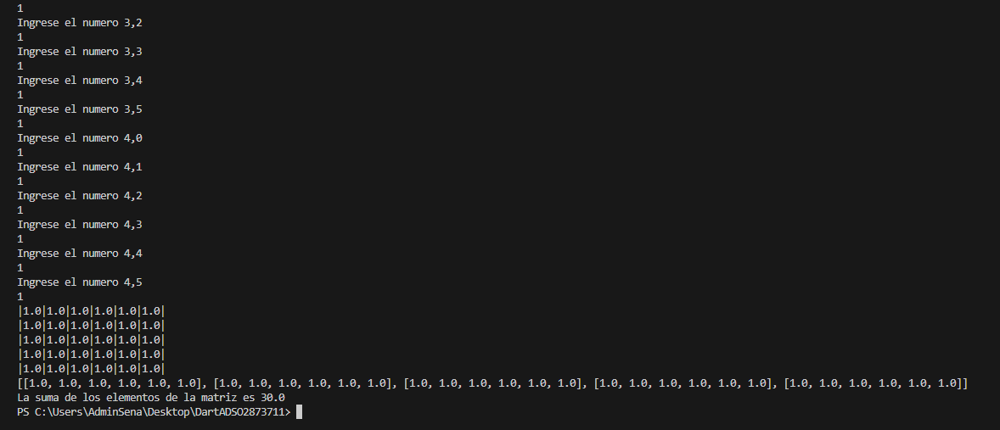 1
Ingrese el numero 3,2
1
Ingrese el numero 3,3
1
Ingrese el numero 3,4
1
Ingrese el numero 3,5
1
Ingrese el numero 4,0
1
Ingrese el numero 4,1
1
Ingrese el numero 4,2
1
Ingrese el numero 4,3
1
Ingrese el numero 4,4
1
Ingrese el numero 4,5
1
|1.0|1.0|1.0|1.0|1.0|1.0|
|1.0|1.0|1.0|1.0|1.0|1.0|
|1.0|1.0|1.0|1.0|1.0|1.0|
|1.0|1.0|1.0|1.0|1.0|1.0|
|1.0|1.0|1.0|1.0|1.0|1.0|
[[1.0, 1.0, 1.0, 1.0, 1.0, 1.0], [1.0, 1.0, 1.0, 1.0, 1.0, 1.0], [1.0, 1.0, 1.0, 1.0, 1.0, 1.0], [1.0, 1.0, 1.0, 1.0, 1.0, 1.0], [1.0, 1.0, 1.0, 1.0, 1.0, 1.0]]
La suma de los elementos de la matriz es 30.0
PS C:\Users\AdminSena\Desktop\DartADSO2873711>